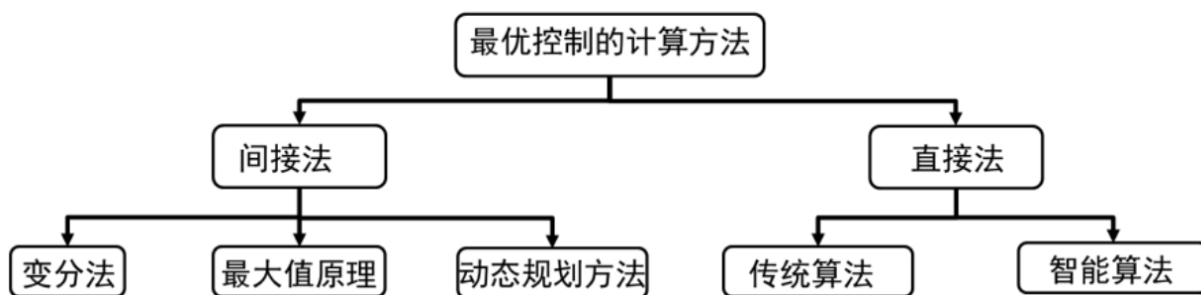 最优控制的计算方法
间接法
直接法
变分法
最大值原理
动态规划方法
传统算法
智能算法